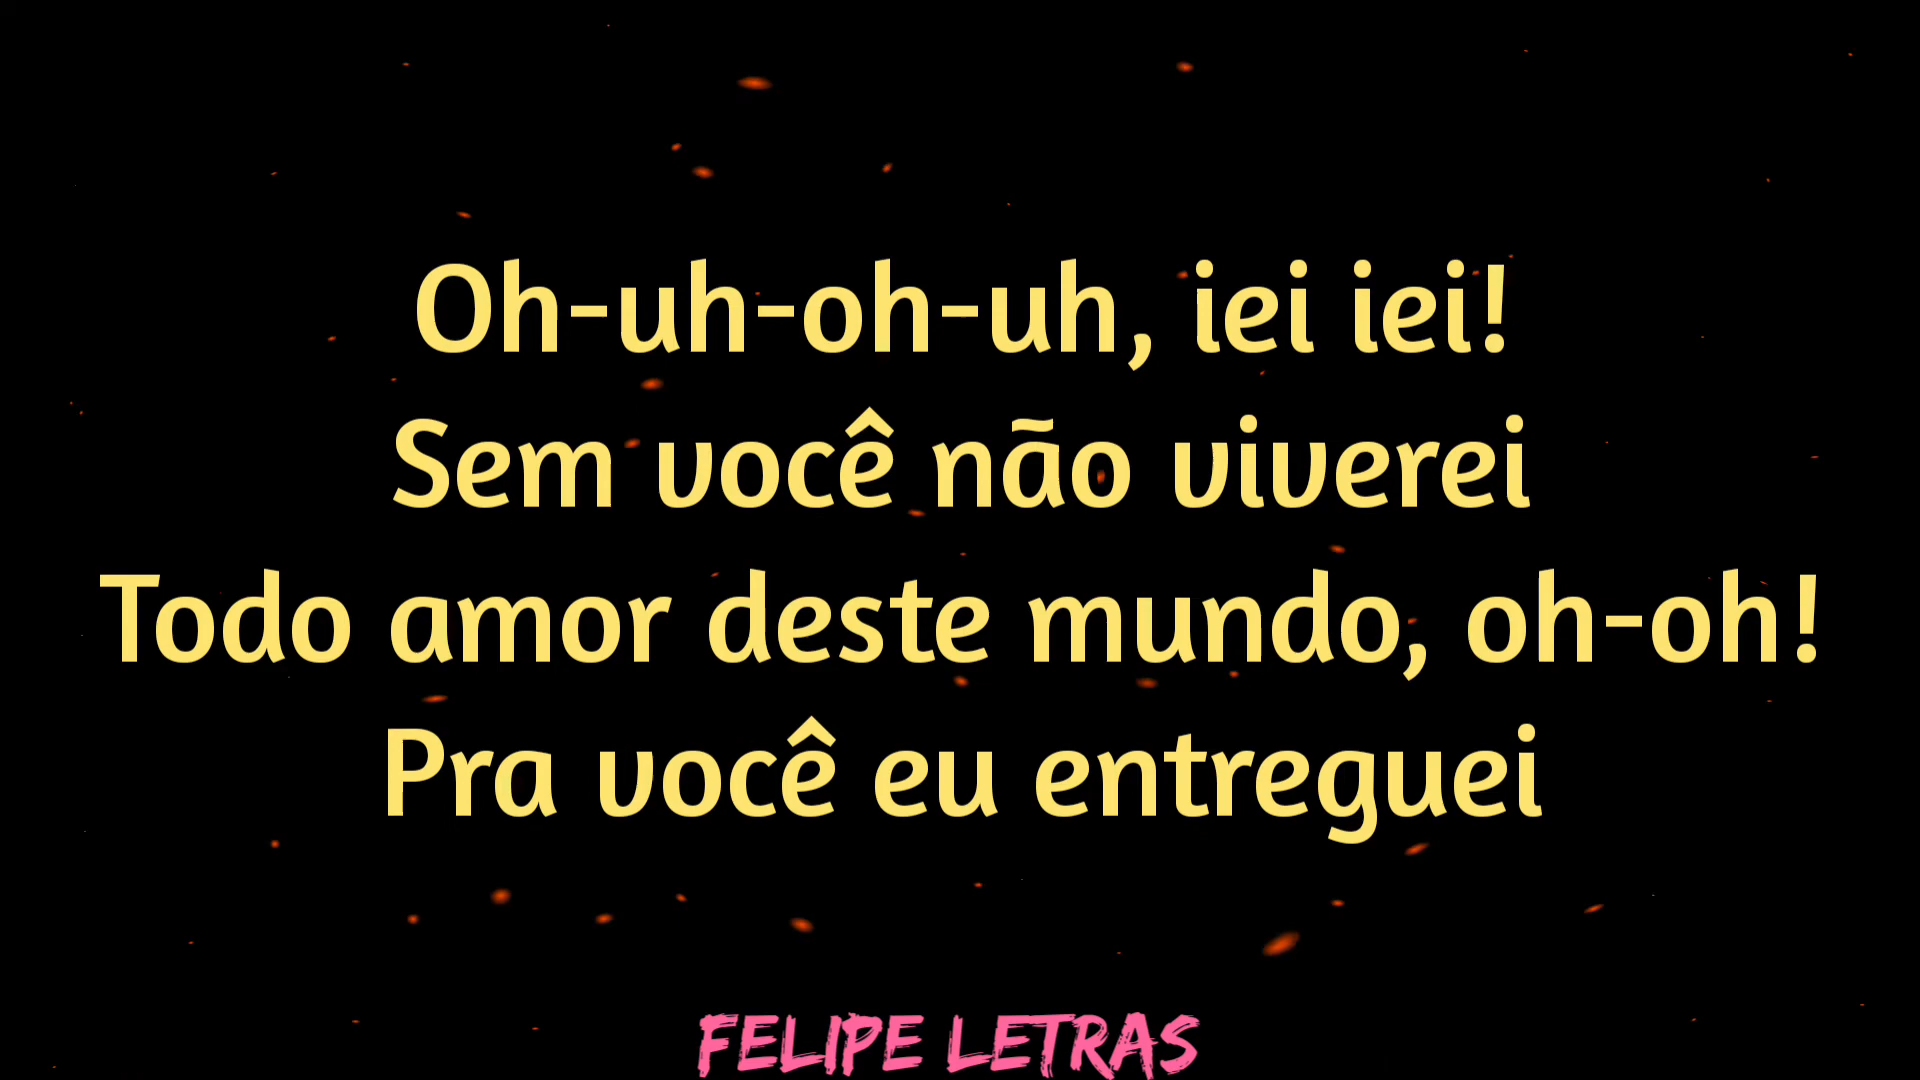 Oh-uh-oh-uh, iei iei!
Sem você não viverei
Todo amor deste mundo, oh-oh!
Pra você eu entreguei
FELIPE LETRAS